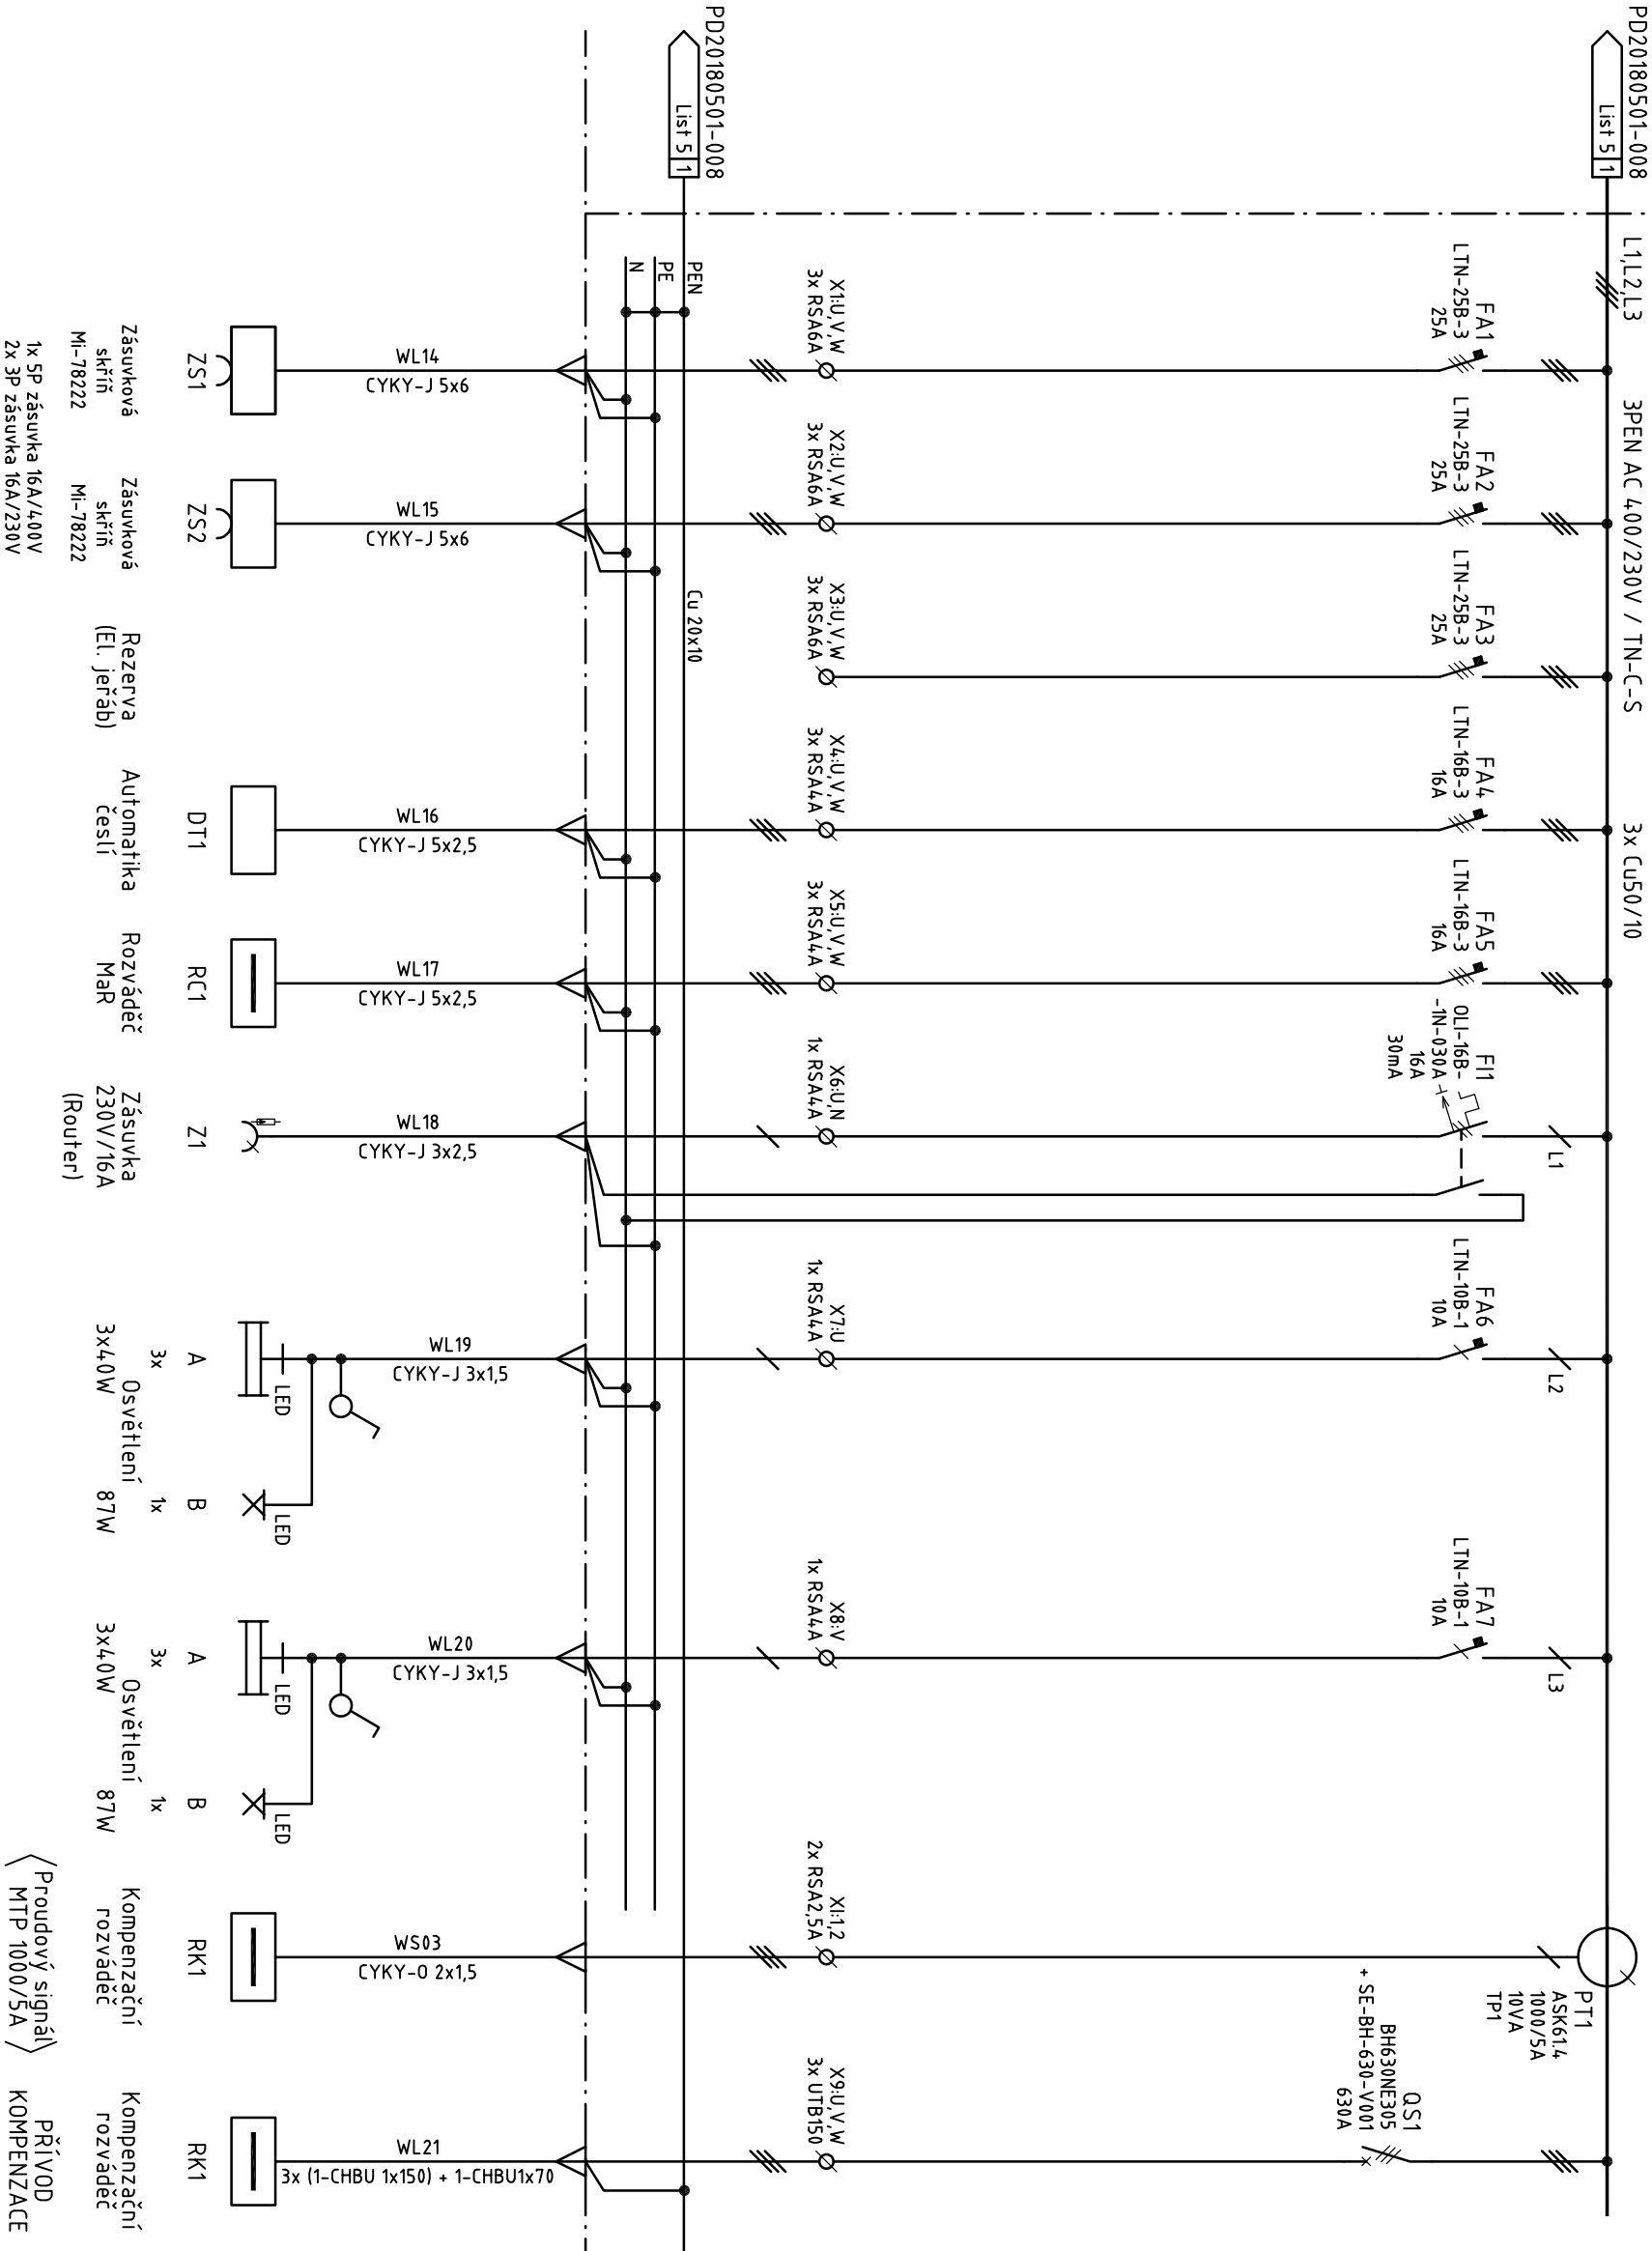 PD20180501-008
List 5 1
L1,L2,L3
3PEN AC 400/230V / TN-C-S
3x Cu50/10
FA1
LTN-25B-3
25A
FA2
LTN-25B-3
25A
FA3
LTN-25B-3
25A
FA4
LTN-16B-3
16A
FA5
LTN-16B-3
16A
FI1
OLI-16B-
-1N-030A
16A
30mA
L1
FA6
LTN-10B-1
10A
L2
FA7
LTN-10B-1
10A
L3
PT1
ASK61.4
1000/5A
10VA
TP1
QS1
BH630NE305
+ SE-BH-630-V001
630A
X1:U,V,W
3x RSA6A
X2:U,V,W
3x RSA6A
X3:U,V,W
3x RSA6A
X4:U,V,W
3x RSA4A
X5:U,V,W
3x RSA4A
X6:U,N
1x RSA4A
X7:U
1x RSA4A
X8:V
1x RSA4A
XI:1,2
2x RSA2,5A
X9:U,V,W
3x UTB150
PD20180501-008
List 5 1
PEN
PE
N
Cu 20x10
WL14
CYKY-J 5x6
WL15
CYKY-J 5x6
WL16
CYKY-J 5x2,5
WL17
CYKY-J 5x2,5
WL18
CYKY-J 3x2,5
WL19
CYKY-J 3x1,5
WL20
CYKY-J 3x1,5
WS03
CYKY-O 2x1,5
WL21
3x (1-CHBU 1x150) + 1-CHBU1x70
LED
LED
LED
LED
ZS1
Zásuvková
skříň
Mi-78222
1x 5P zásuvka 16A/400V
2x 3P zásuvka 16A/230V
ZS2
Zásuvková
skříň
Mi-78222
Rezerva
(El. jeřáb)
DT1
Automatika
česlí
RC1
Rozváděč
MaR
Z1
Zásuvka
230V/16A
(Router)
A B
3x 1x
Osvětlení
3x40W 87W
A B
3x 1x
Osvětlení
3x40W 87W
RK1
Kompenzační
rozváděč
Proudový signál
MTP 1000/5A
RK1
Kompenzační
rozváděč
PŘÍVOD
KOMPENZACE